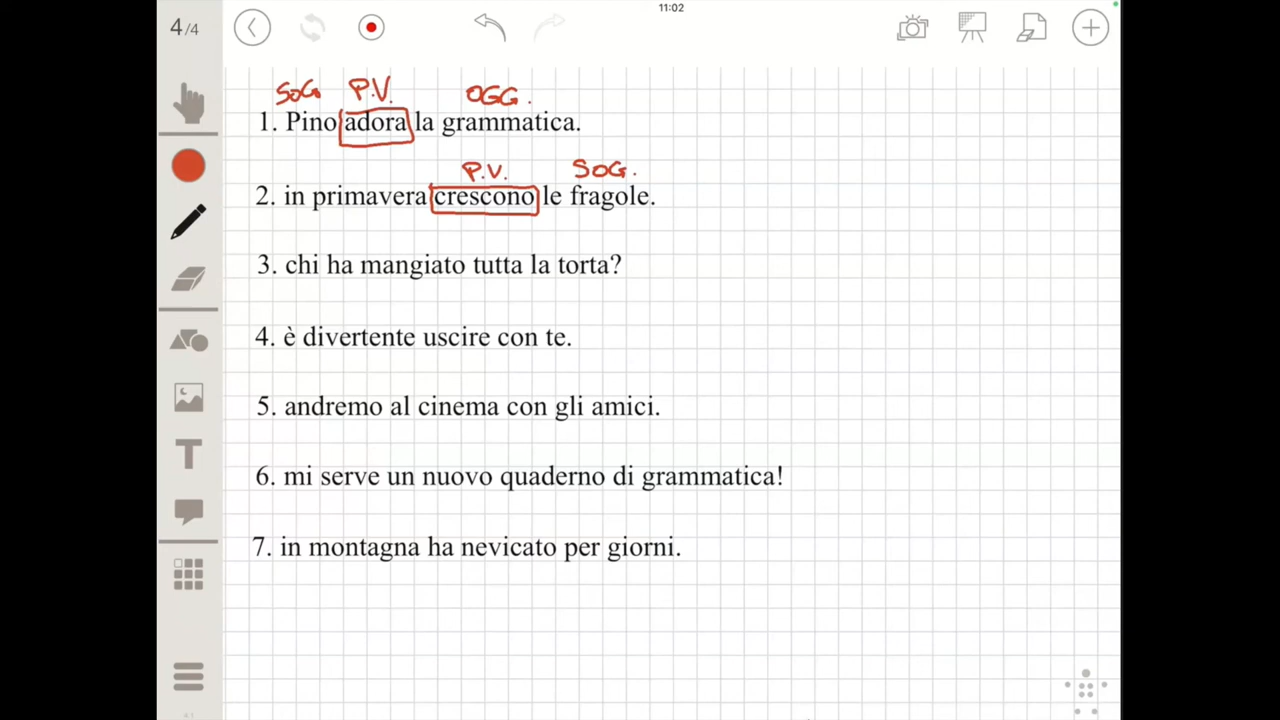 11:02
4/4
SOG P.V. OGG.
1. Pino adora la grammatica.
P.V. SOG.
2. in primavera crescono le fragole.
3. chi ha mangiato tutta la torta?
4. è divertente uscire con te.
5. andremo al cinema con gli amici.
6. mi serve un nuovo quaderno di grammatica!
7. in montagna ha nevicato per giorni.
T